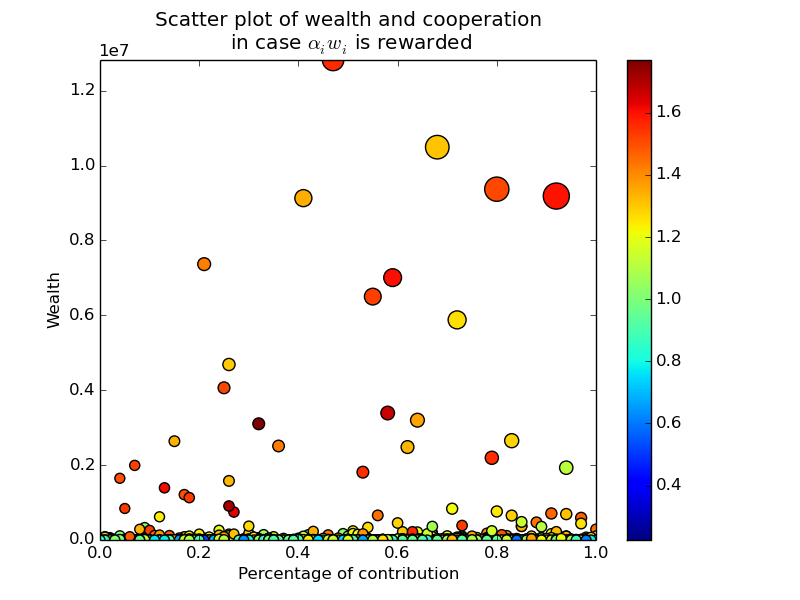 Scatter plot of wealth and cooperation
in case α_i w_i is rewarded
1e7
1.2
1.0
0.8
0.6
0.4
0.2
0.0
Wealth
0.0 0.2 0.4 0.6 0.8 1.0
Percentage of contribution
1.6
1.4
1.2
1.0
0.8
0.6
0.4